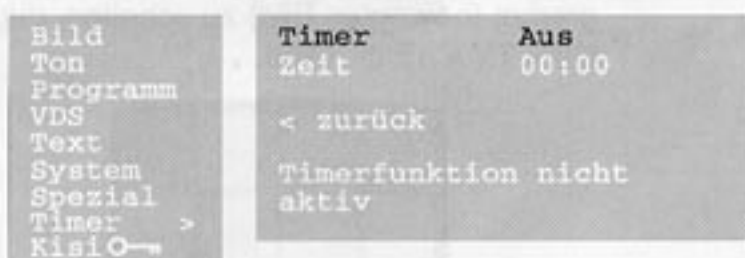 Bild
Ton
Programm
VDS
Text
System
Spezial
Timer >
Kisi
Timer Aus
Zeit 00:00
< zurück
Timerfunktion nicht
aktiv